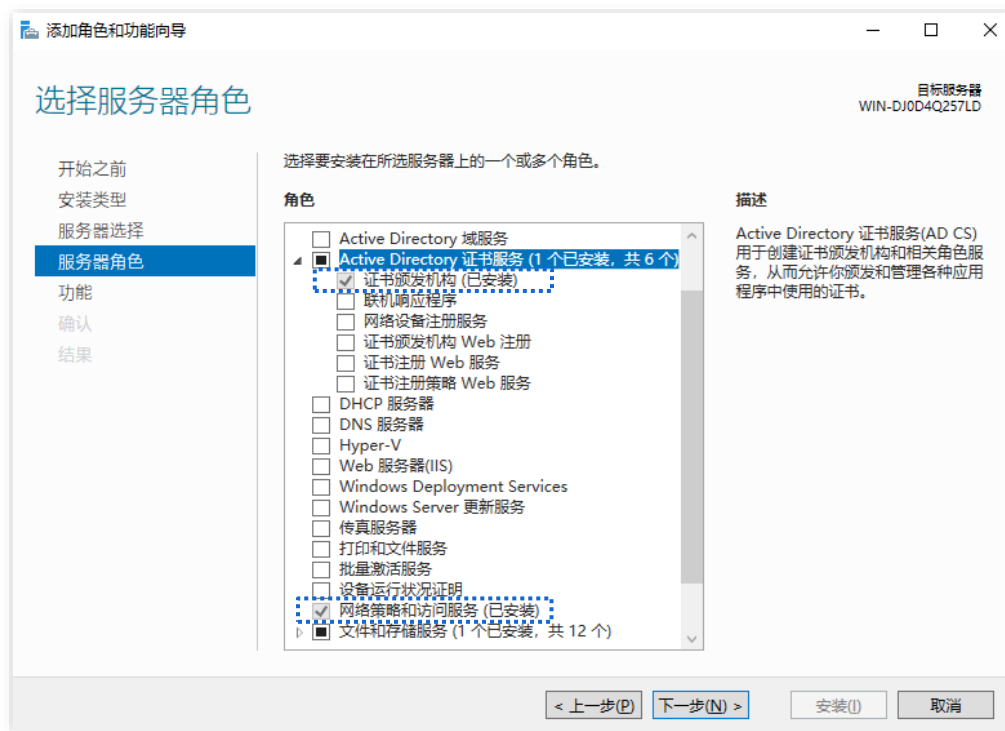 添加角色和功能向导
选择服务器角色
目标服务器
WIN-DJ0D4Q257LD
开始之前
安装类型
服务器选择
服务器角色
功能
确认
结果
选择要安装在所选服务器上的一个或多个角色。
角色
Active Directory 域服务
Active Directory 证书服务 (1 个已安装，共 6 个)
证书颁发机构 (已安装)
联机响应程序
网络设备注册服务
证书颁发机构 Web 注册
证书注册 Web 服务
证书注册策略 Web 服务
DHCP 服务器
DNS 服务器
Hyper-V
Web 服务器(IIS)
Windows Deployment Services
Windows Server 更新服务
传真服务器
打印和文件服务
批量激活服务
设备运行状况证明
网络策略和访问服务 (已安装)
文件和存储服务 (1 个已安装，共 12 个)
描述
Active Directory 证书服务(AD CS)
用于创建证书颁发机构和相关角色服
务，从而允许你颁发和管理各种应用
程序中使用的证书。
< 上一步(P)
下一步(N) >
安装(I)
取消